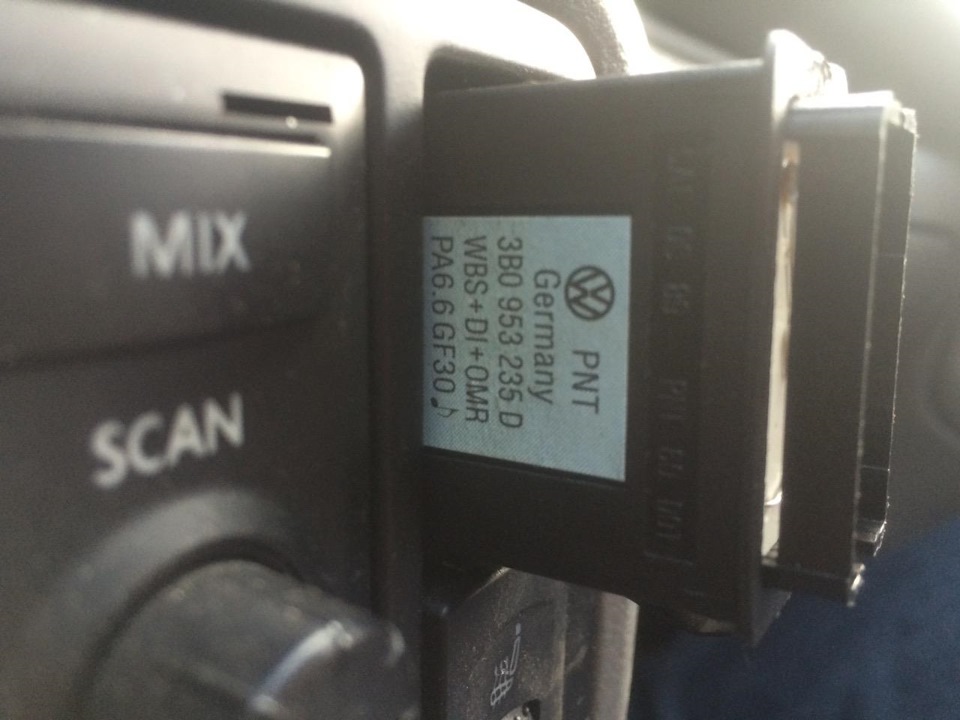 MIX
SCAN
PNT
Germany
3B0 953 235 D
WBS+DI+OMR
PA6.6 GF30